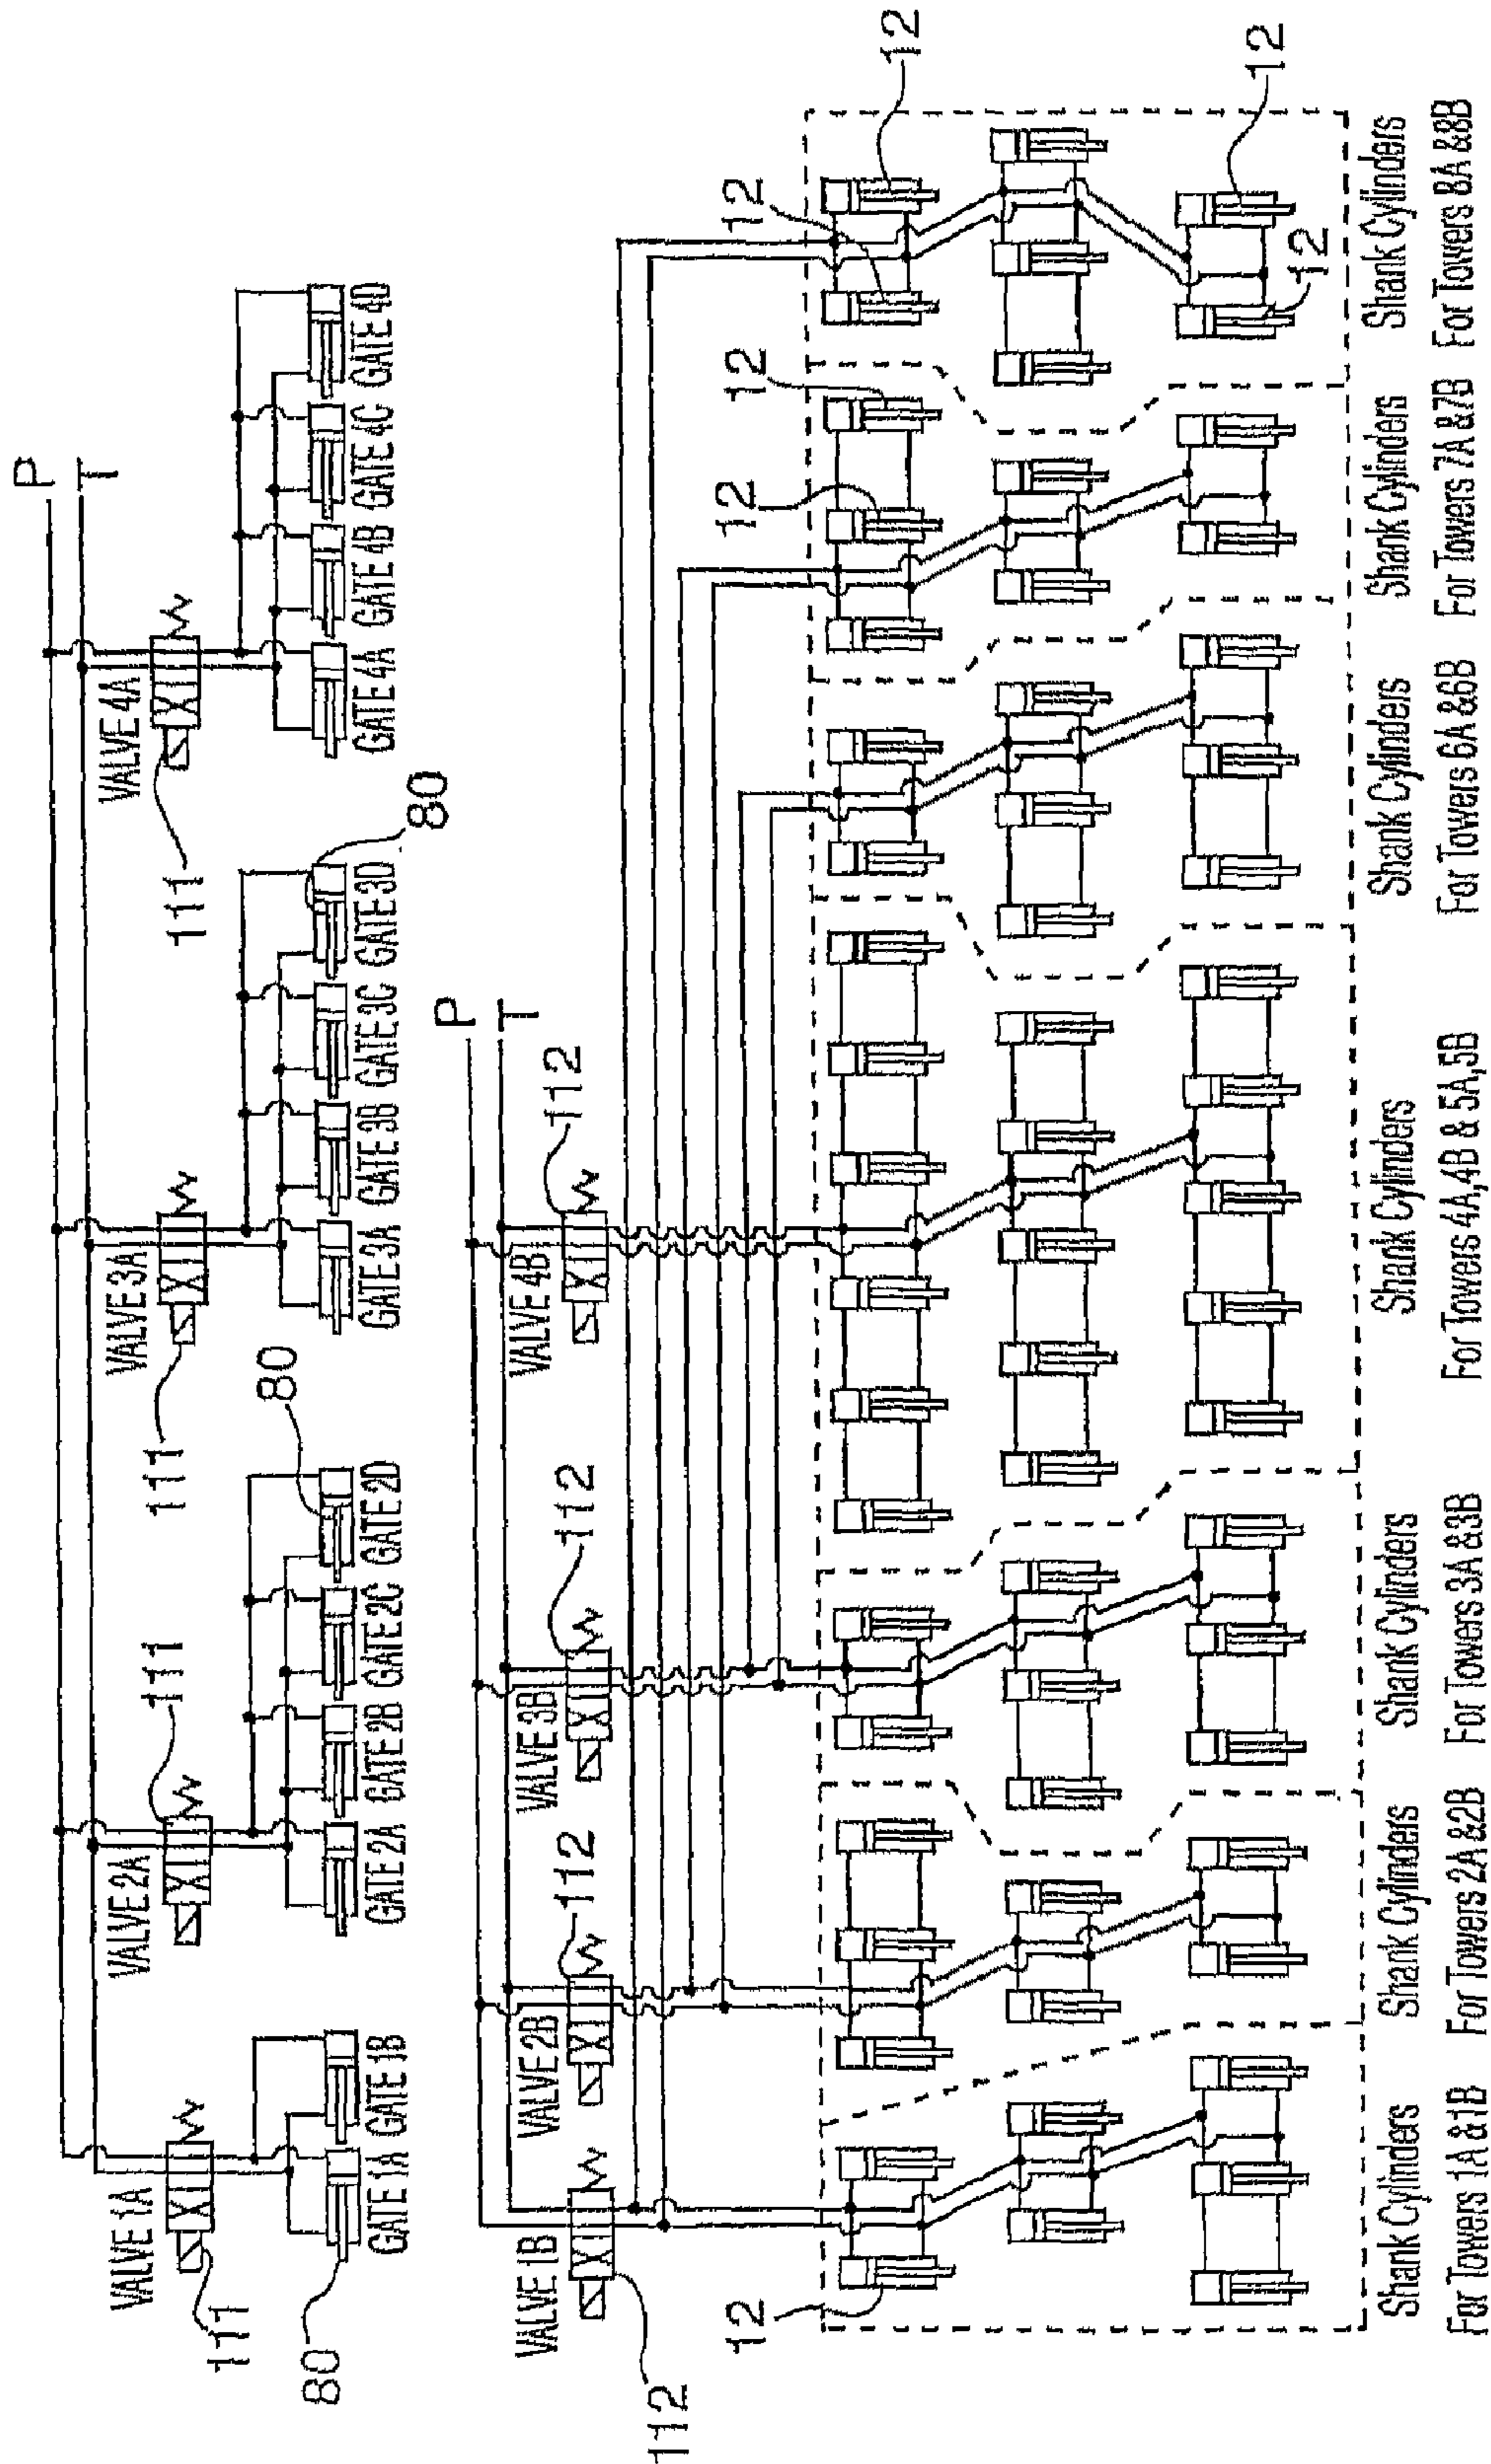 P
T
VALVE 1A
VALVE 2A
VALVE 3A
VALVE 4A
111
111
111
111
80
80
80
GATE 1A
GATE 1B
GATE 2A
GATE 2B
GATE 2C
GATE 2D
GATE 3A
GATE 3B
GATE 3C
GATE 3D
GATE 4A
GATE 4B
GATE 4C
GATE 4D
P
T
VALVE 1B
VALVE 2B
VALVE 3B
VALVE 4B
112
112
112
112
12
12
12
12
12
12
12
Shank Cylinders
For Towers 1A &1B
Shank Cylinders
For Towers 2A &2B
Shank Cylinders
For Towers 3A &3B
Shank Cylinders
For Towers 4A,4B & 5A,5B
Shank Cylinders
For Towers 6A &6B
Shank Cylinders
For Towers 7A &7B
Shank Cylinders
For Towers 8A &8B